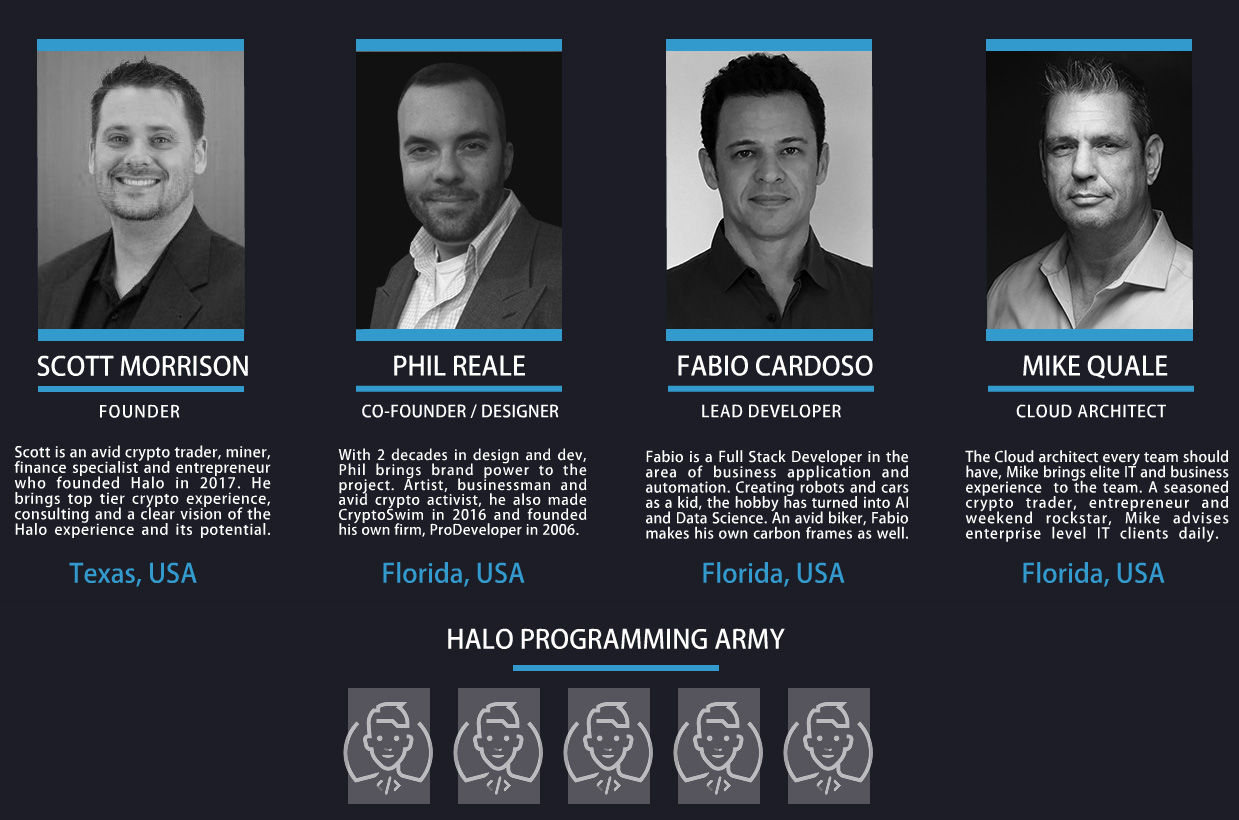 SCOTT MORRISON
FOUNDER
Scott is an avid crypto trader, miner,
finance specialist and entrepreneur
who founded Halo in 2017. He
brings top tier crypto experience,
consulting and a clear vision of the
Halo experience and its potential.
Texas, USA
PHIL REALE
CO-FOUNDER / DESIGNER
With 2 decades in design and dev,
Phil brings brand power to the
project. Artist, businessman and
avid crypto activist, he also made
CryptoSwim in 2016 and founded
his own firm, ProDeveloper in 2006.
Florida, USA
FABIO CARDOSO
LEAD DEVELOPER
Fabio is a Full Stack Developer in the
area of business application and
automation. Creating robots and cars
as a kid, the hobby has turned into AI
and Data Science. An avid biker, Fabio
makes his own carbon frames as well.
Florida, USA
MIKE QUALE
CLOUD ARCHITECT
The Cloud architect every team should
have, Mike brings elite IT and business
experience to the team. A seasoned
crypto trader, entrepreneur and
weekend rockstar, Mike advises
enterprise level IT clients daily.
Florida, USA
HALO PROGRAMMING ARMY